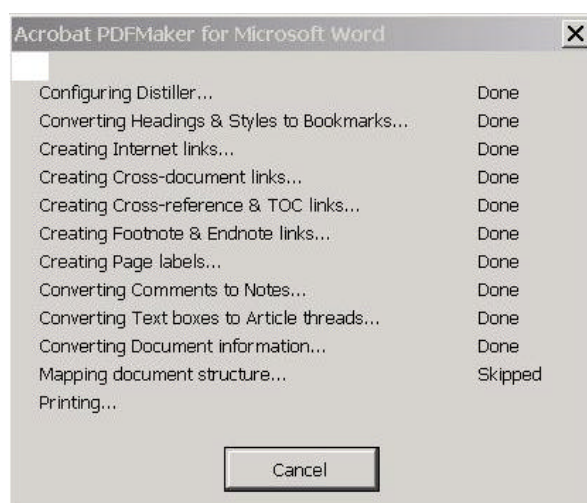 Acrobat PDFMaker for Microsoft Word
Configuring Distiller... Done
Converting Headings & Styles to Bookmarks... Done
Creating Internet links... Done
Creating Cross-document links... Done
Creating Cross-reference & TOC links... Done
Creating Footnote & Endnote links... Done
Creating Page labels... Done
Converting Comments to Notes... Done
Converting Text boxes to Article threads... Done
Converting Document information... Done
Mapping document structure... Skipped
Printing...
Cancel